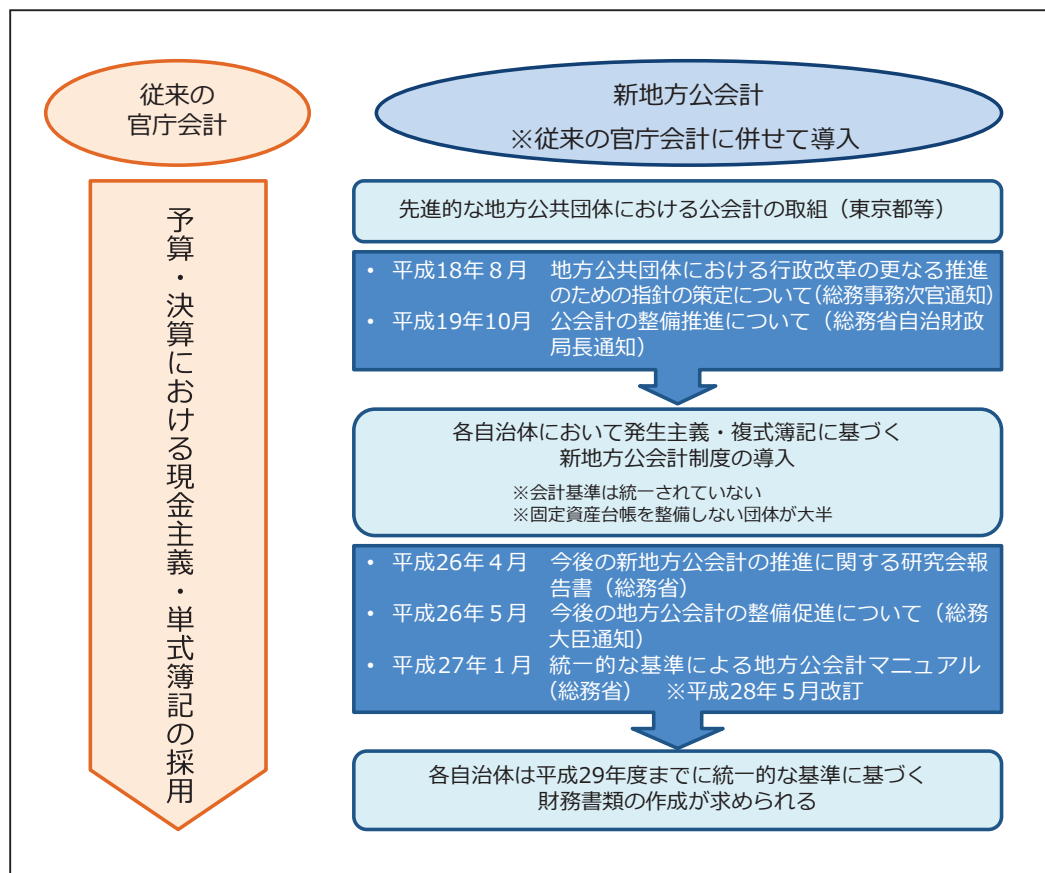 従来の
官庁会計
予算・決算における現金主義・単式簿記の採用
新地方公会計
※従来の官庁会計に併せて導入
先進的な地方公共団体における公会計の取組（東京都等）
・ 平成18年８月　地方公共団体における行政改革の更なる推進
のための指針の策定について（総務事務次官通知）
・ 平成19年10月　公会計の整備推進について（総務省自治財政
局長通知）
各自治体において発生主義・複式簿記に基づく
新地方公会計制度の導入
※会計基準は統一されていない
※固定資産台帳を整備しない団体が大半
・ 平成26年４月　今後の新地方公会計の推進に関する研究会報
告書（総務省）
・ 平成26年５月　今後の地方公会計の整備促進について（総務
大臣通知）
・ 平成27年１月　統一的な基準による地方公会計マニュアル
（総務省）　※平成28年５月改訂
各自治体は平成29年度までに統一的な基準に基づく
財務書類の作成が求められる